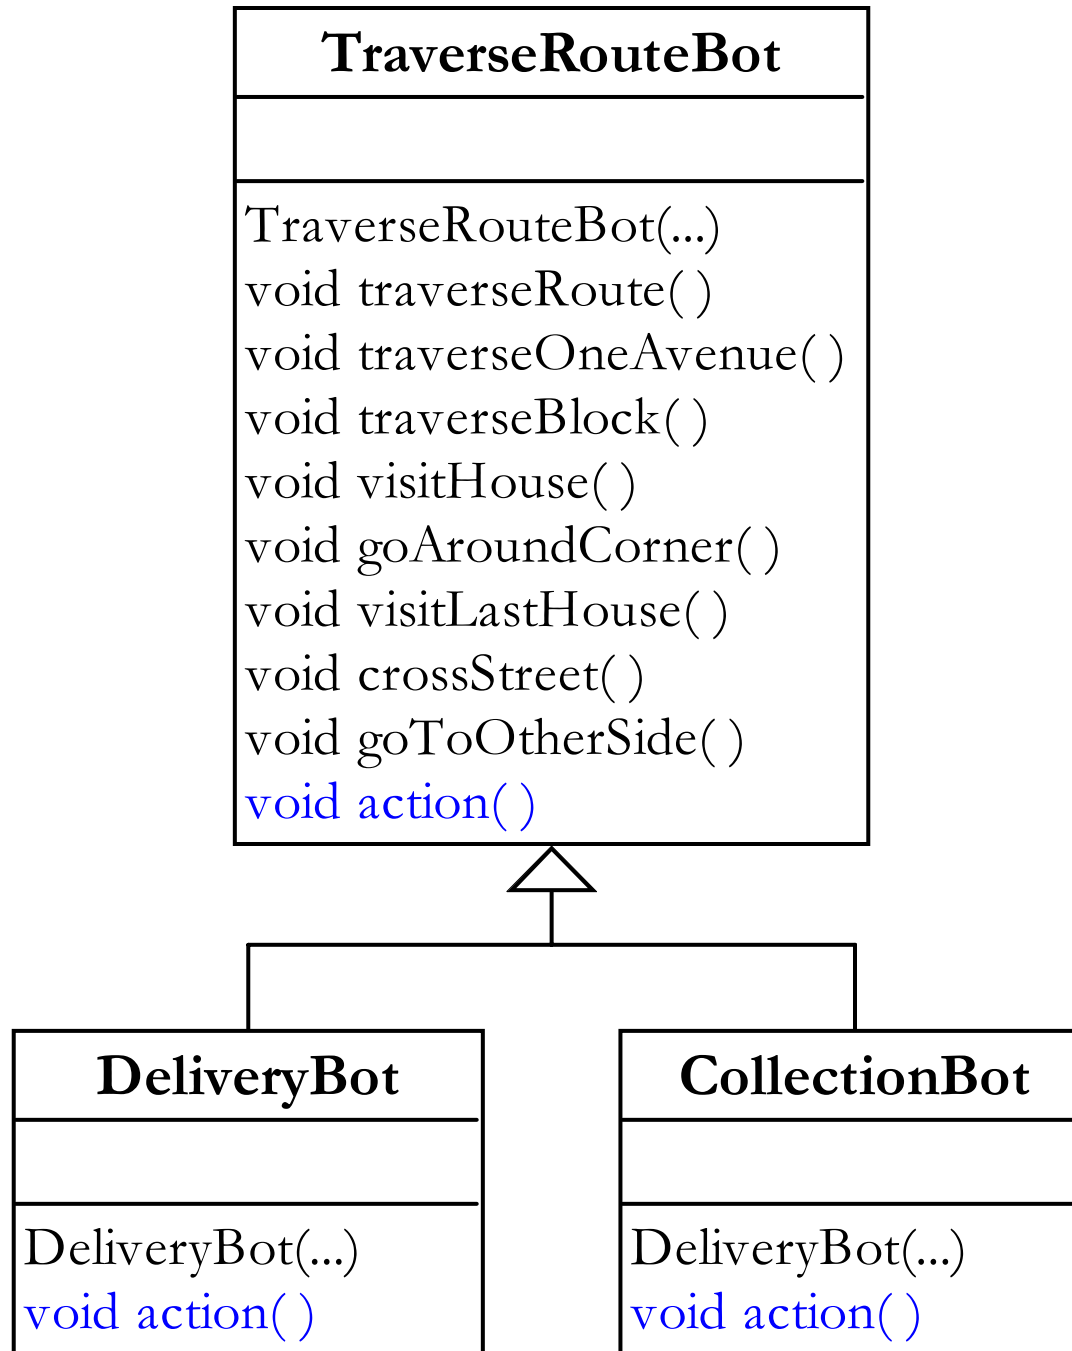 TraverseRouteBot
TraverseRouteBot(...)
void traverseRoute( )
void traverseOneAvenue( )
void traverseBlock( )
void visitHouse( )
void goAroundCorner( )
void visitLastHouse( )
void crossStreet( )
void goToOtherSide( )
void action( )
DeliveryBot
DeliveryBot(...)
void action( )
CollectionBot
DeliveryBot(...)
void action( )